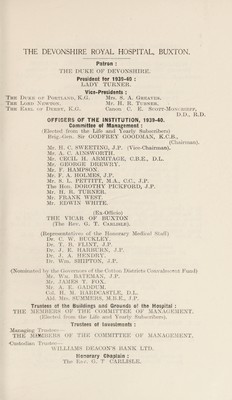 THE DEVONSHIRE ROYAL HOSPITAL, BUXTON.
Patron :
THE DUKE OF DEVONSHIRE.
President for 1939-40 :
LADY TURNER.
Vice-Presidents :
THE DUKE OF PORTLAND, K.G. Mrs. S. A. GREAVES.
THE LORD NEWTON. Mr. H. R. TURNER.
THE EARL OF DERBY, K.G. Canon C. E. SCOTT-MONCRIEFF, D.D., R.D.
OFFICERS OF THE INSTITUTION, 1939-40.
Committee of Management :
(Elected from the Life and Yearly Subscribers)
Brig.-Gen. Sir GODFREY GOODMAN, K.C.B., (Chairman).
Mr. H. C. SWEETING, J.P. (Vice-Chairman).
Mr. A. C. AINSWORTH.
Mr. CECIL H. ARMITAGE, C.B.E., D.L.
Mr. GEORGE DREWRY.
Mr. F. HAMPSON.
Mr. F. A. HOLMES, J.P.
Mr. S. L. PETTITT, M.A., C.C., J.P.
The Hon. DOROTHY PICKFORD, J.P.
Mr. H. R. TURNER.
Mr. FRANK WEST.
Mr. EDWIN WHITE.
(Ex-Officio)
THE VICAR OF BUXTON
(The Rev. G. T. CARLISLE).
(Representatives of the Honorary Medical Staff)
Dr. C. W. BUCKLEY.
Dr. T. B. FLINT, J.P.
Dr. J. E. HARBURN, J.P.
Dr. J. A. HENDRY.
Dr. Wm. SHIPTON, J.P.
(Nominated by the Governors of the Cotton Districts Convalescent Fund)
Mr. Wm. BATEMAN, J.P.
Mr. JAMES T. FOX.
Mr. A. E. GADDUM.
Col. H. M. HARDCASTLE, D.L.
Ald. Mrs. SUMMERS, M.B.E., J.P.
Trustees of the Buildings and Grounds of the Hospital :
THE MEMBERS OF THE COMMITTEE OF MANAGEMENT.
(Elected from the Life and Yearly Subscribers).
Trustees of Investments :
Managing Trustees—
THE MEMBERS OF THE COMMITTEE OF MANAGEMENT.
Custodian Trustees—
WILLIAMS DEACON'S BANK LTD.
Honorary Chaplain :
The Rev. G. T. CARLISLE.